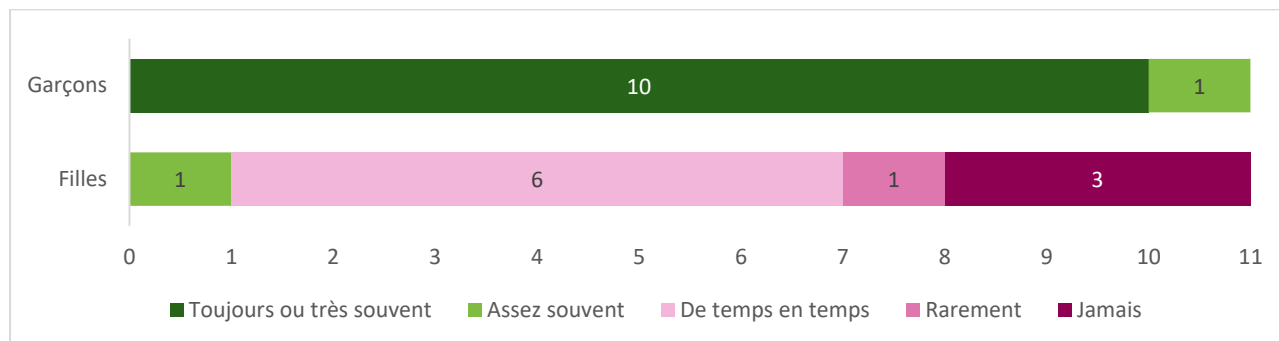 Garçons 10 1
Filles 1 6 1 3
0 1 2 3 4 5 6 7 8 9 10 11
Toujours ou très souvent Assez souvent De temps en temps Rarement Jamais